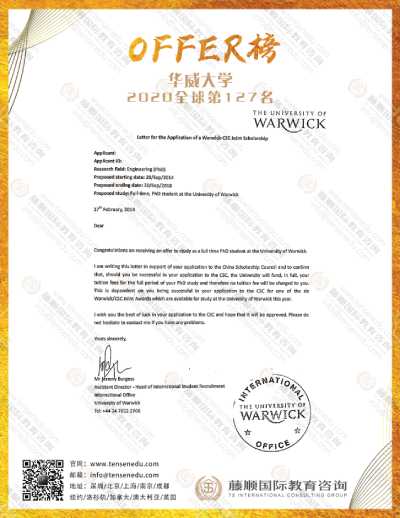 OFFER榜
华威大学
2020全球第127名
THE UNIVERSITY OF
WARWICK
Letter for the Application of a Warwick-CSC Joint Scholarship
Applicant:
Applicant ID:
Research field: Engineering (PhD)
Proposed starting date: 20/Sep/2014
Proposed ending date: 20/Sep/2018
Proposed study: Full-time, PhD student at the University of Warwick
27th February, 2014
Dear
Congratulations on receiving an offer to study as a full time PhD student at the University of Warwick.
I am writing this letter in support of your application to the China Scholarship Council and to confirm
that, should you be successful in your application to the CSC, the University will fund, in full, your
tuition fees for the full period of your PhD study and therefore no tuition fee will be charged to you.
This is dependent on you being successful in your application to the CSC for any of the six
Warwick/CSC Joint Awards which are available for study at the University of Warwick this year.
I wish you the best of luck in your application to the CSC and hope that it will be approved. Please do
not hesitate to contact me if you have any problems.
Yours sincerely,
Mr Jeremy Burgess
Assistant Director - Head of International Student Recruitment
International Office
University of Warwick
Tel: +44 24 7652
INTERNATIONAL
THE UNIVERSITY OF
WARWICK
OFFICE
官网：www.tensenedu.com
邮箱：info@tensenedu.com
地址：深圳/北京/上海/南京/成都
纽约/洛杉矶/加拿大/澳大利亚/英国
藤顺国际教育咨询
TS INTERNATIONAL CONSULTING GROUP